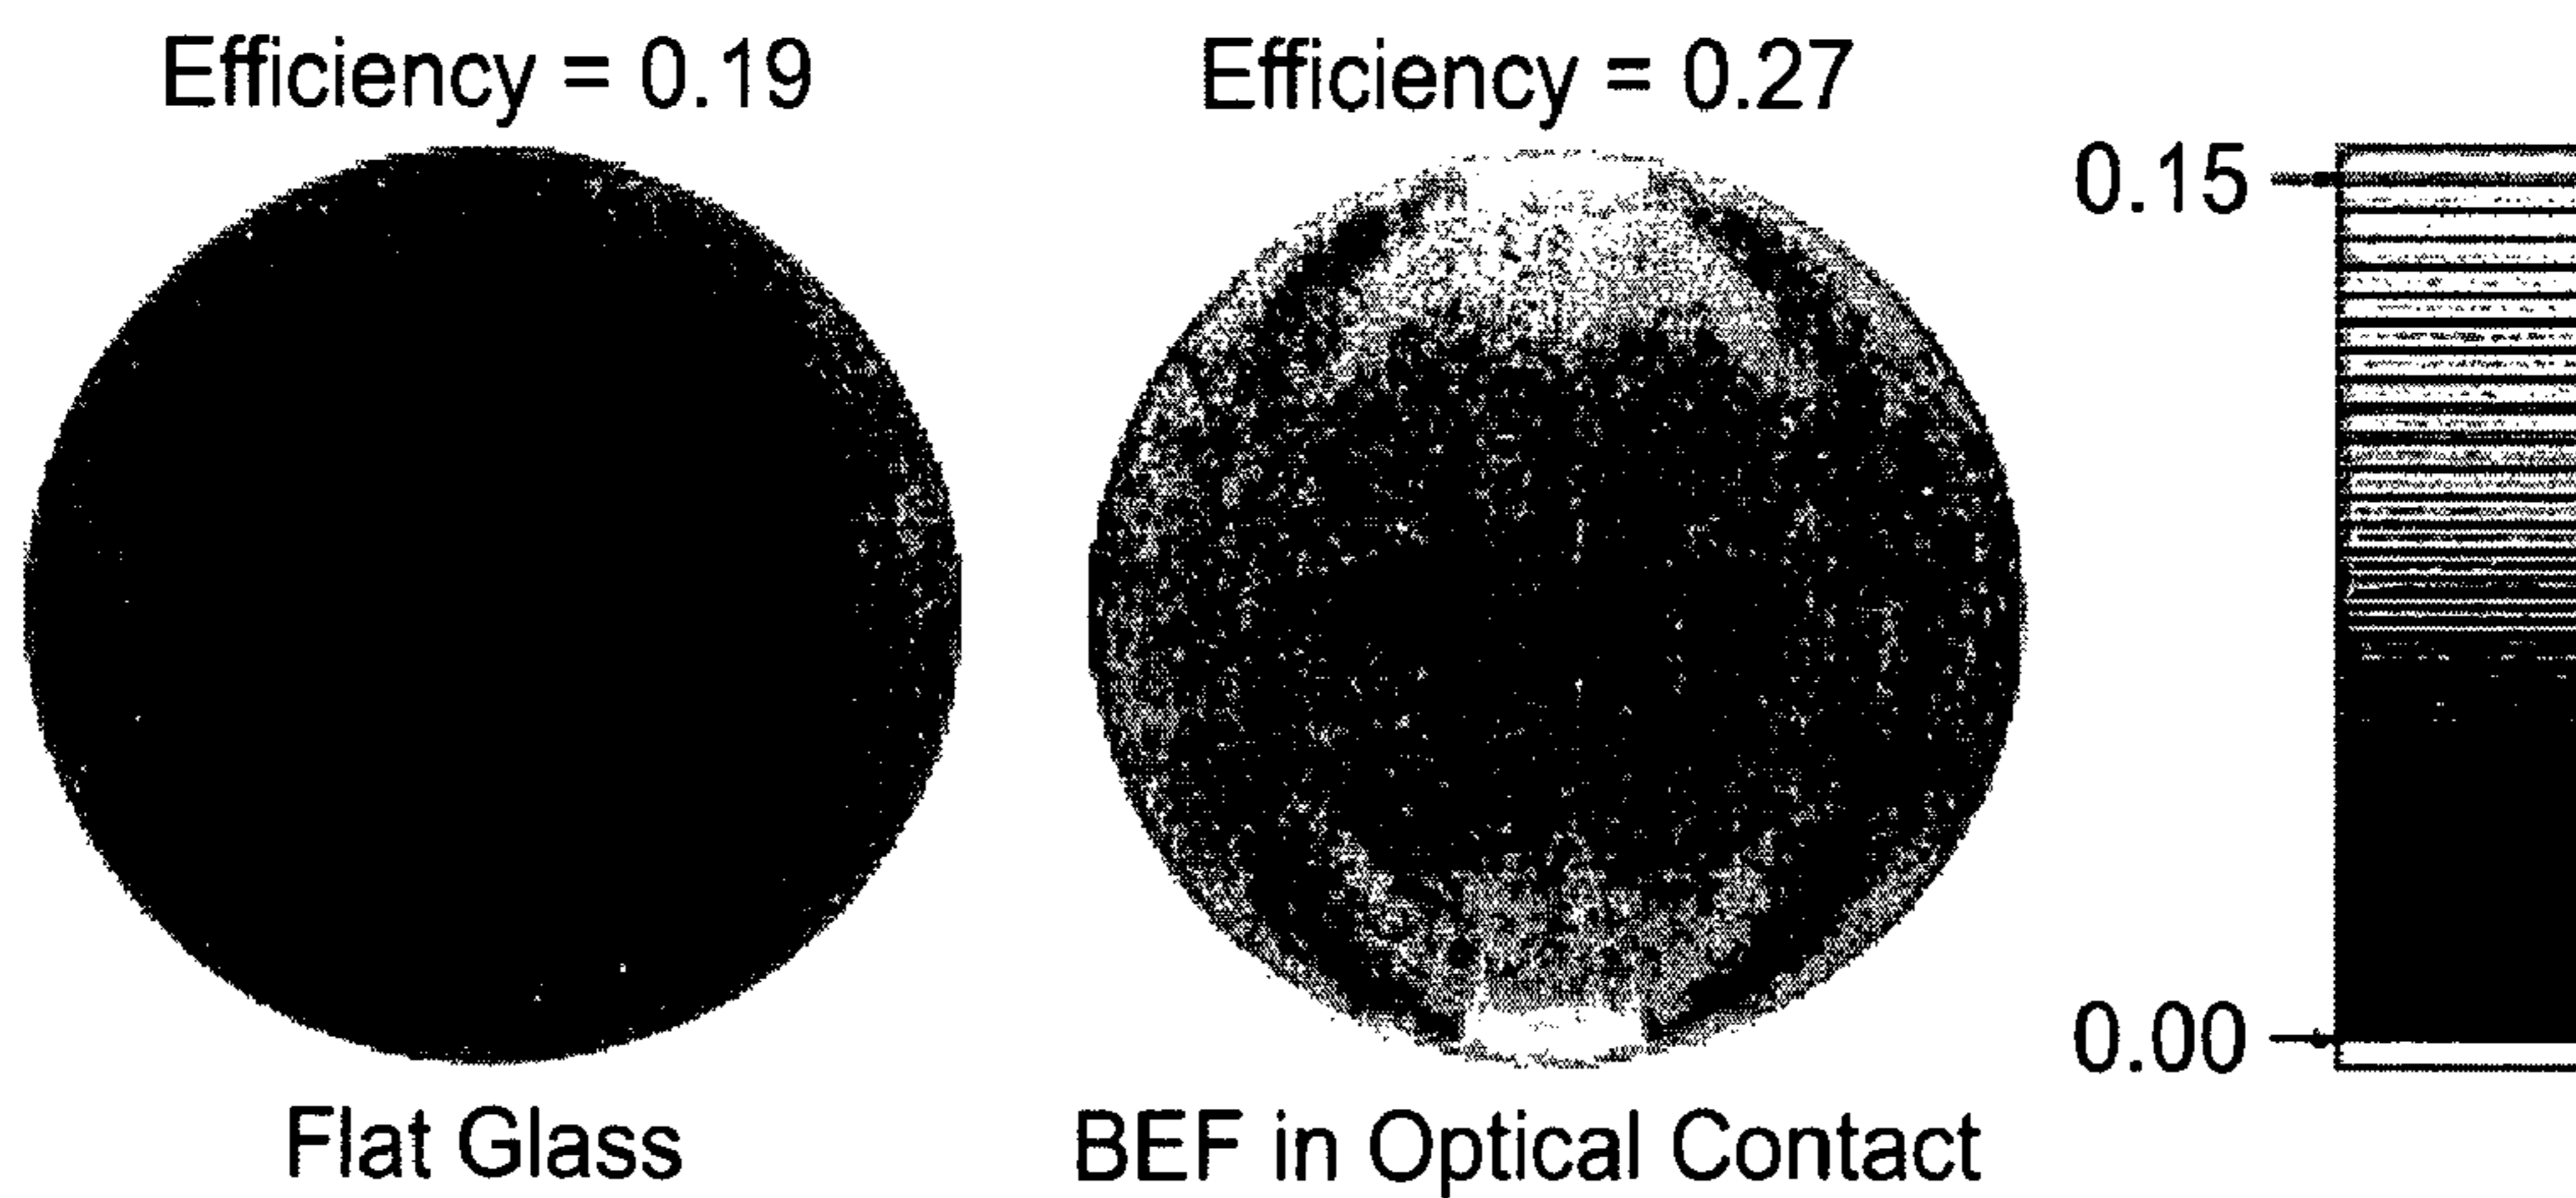 Efficiency = 0.19
Efficiency = 0.27
0.15
0.00
Flat Glass
BEF in Optical Contact